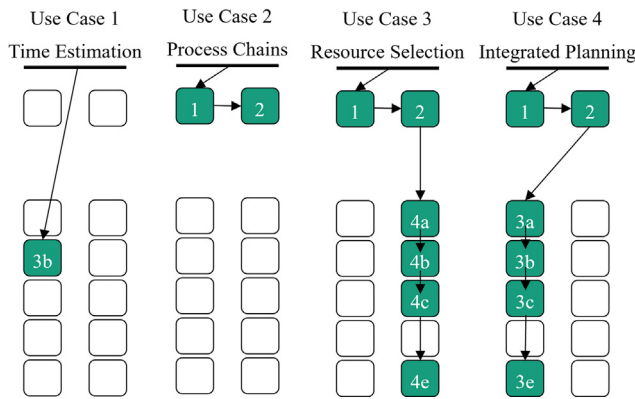 Use Case 1
Time Estimation
3b
Use Case 2
Process Chains
1 2
Use Case 3
Resource Selection
1 2
4a
4b
4c
4e
Use Case 4
Integrated Planning
1 2
3a
3b
3c
3e